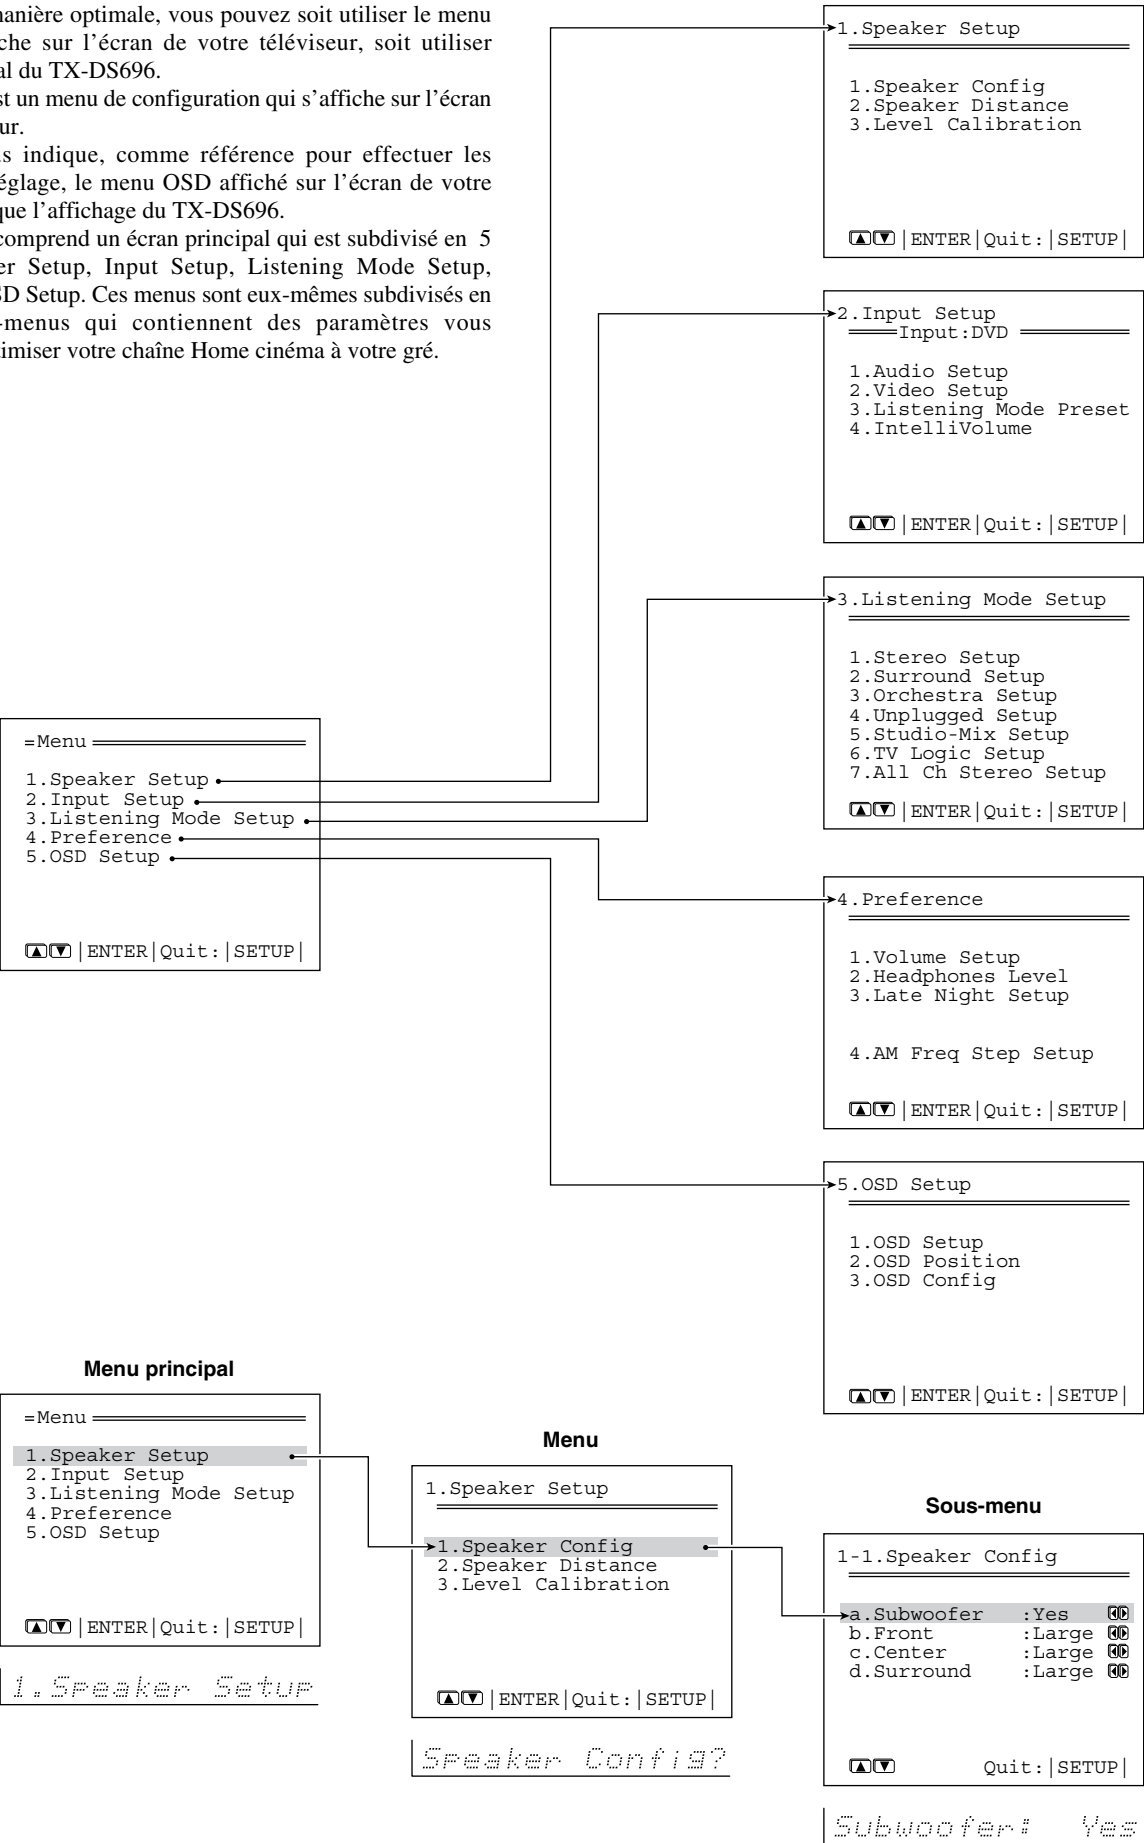 manière optimale, vous pouvez soit utiliser le menu
che sur l’écran de votre téléviseur, soit utiliser
al du TX-DS696.
st un menu de configuration qui s’affiche sur l’écran
ur.
us indique, comme référence pour effectuer les
églage, le menu OSD affiché sur l’écran de votre
que l’affichage du TX-DS696.
comprend un écran principal qui est subdivisé en 5
er Setup, Input Setup, Listening Mode Setup,
SD Setup. Ces menus sont eux-mêmes subdivisés en
-menus qui contiennent des paramètres vous
timiser votre chaîne Home cinéma à votre gré.
1.Speaker Setup
1.Speaker Config
2.Speaker Distance
3.Level Calibration
▲▼|ENTER|Quit:|SETUP|
2.Input Setup
Input:DVD
1.Audio Setup
2.Video Setup
3.Listening Mode Preset
4.IntelliVolume
▲▼|ENTER|Quit:|SETUP|
3.Listening Mode Setup
1.Stereo Setup
2.Surround Setup
3.Orchestra Setup
4.Unplugged Setup
5.Studio-Mix Setup
6.TV Logic Setup
7.All Ch Stereo Setup
▲▼|ENTER|Quit:|SETUP|
=Menu
1.Speaker Setup
2.Input Setup
3.Listening Mode Setup
4.Preference
5.OSD Setup
▲▼|ENTER|Quit:|SETUP|
4.Preference
1.Volume Setup
2.Headphones Level
3.Late Night Setup
4.AM Freq Step Setup
▲▼|ENTER|Quit:|SETUP|
5.OSD Setup
1.OSD Setup
2.OSD Position
3.OSD Config
▲▼|ENTER|Quit:|SETUP|
Menu principal
=Menu
1.Speaker Setup
2.Input Setup
3.Listening Mode Setup
4.Preference
5.OSD Setup
▲▼|ENTER|Quit:|SETUP|
1.Speaker Setup
Menu
1.Speaker Setup
1.Speaker Config
2.Speaker Distance
3.Level Calibration
▲▼|ENTER|Quit:|SETUP|
Speaker Config?
Sous-menu
1-1.Speaker Config
a.Subwoofer :Yes ◀▶
b.Front :Large ◀▶
c.Center :Large ◀▶
d.Surround :Large ◀▶
▲▼ Quit:|SETUP|
Subwoofer: Yes